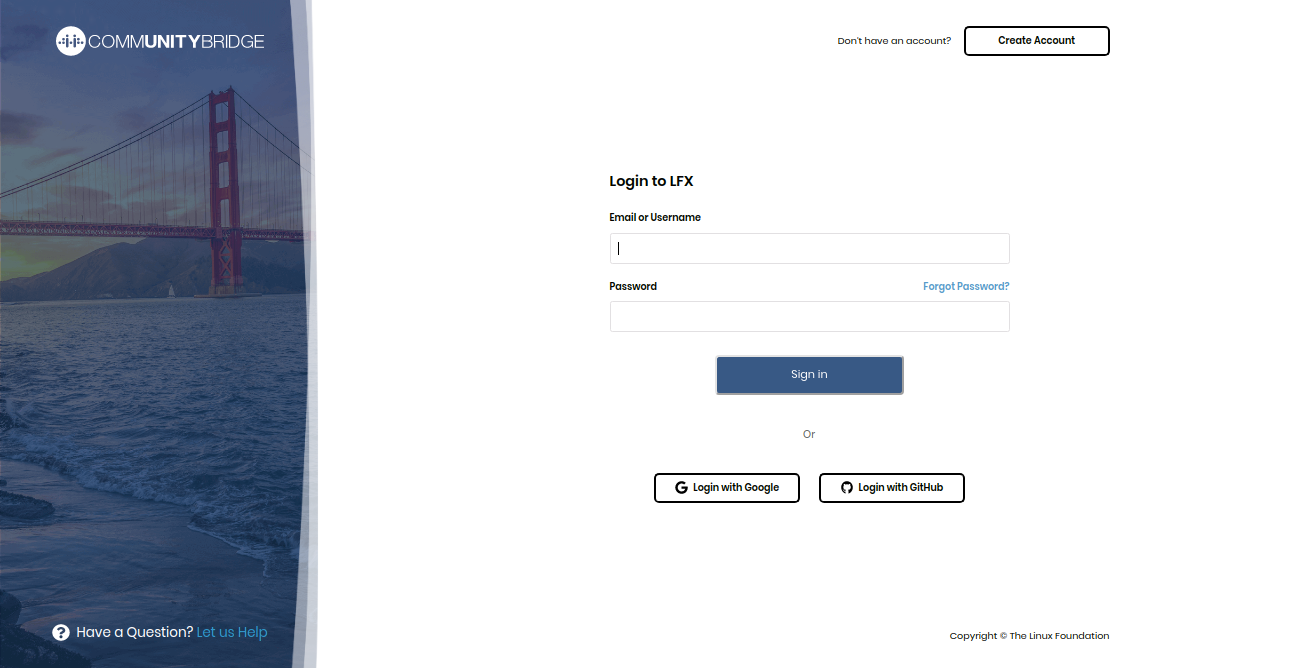 COMMUNITYBRIDGE
Don't have an account? Create Account
Login to LFX
Email or Username
Password Forgot Password?
Sign in
Or
Login with Google Login with GitHub
Have a Question? Let us Help
Copyright © The Linux Foundation